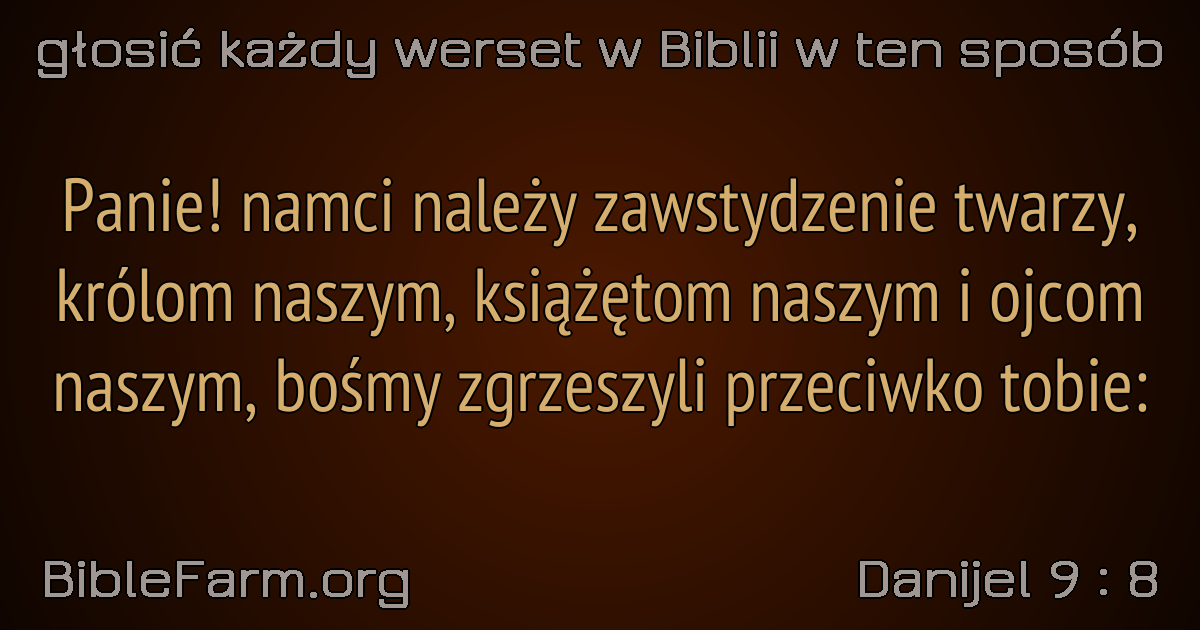 głosić każdy werset w Biblii w ten sposób
Panie! namci należy zawstydzenie twarzy,
królom naszym, książętom naszym i ojcom
naszym, bośmy zgrzeszyli przeciwko tobie:
BibleFarm.org
Danijel 9 : 8